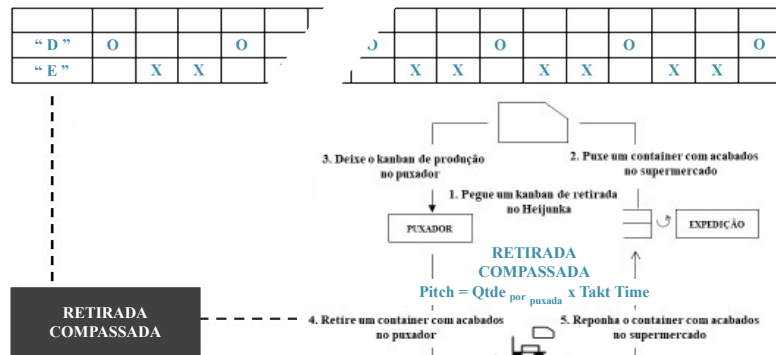 “ D ” O O O O O O
“ E ” X X X X X X X X
3. Deixe o kanban de produção
no puxador
2. Puxe um container com acabados
no supermercado
1. Pegue um kanban de retirada
no Heijunka
PUXADOR
EXPEDIÇÃO
RETIRADA
COMPASSADA
Pitch = Qtde por puxada x Takt Time
RETIRADA
COMPASSADA
4. Retire um container com acabados
no puxador
5. Reponha o container com acabados
no supermercado